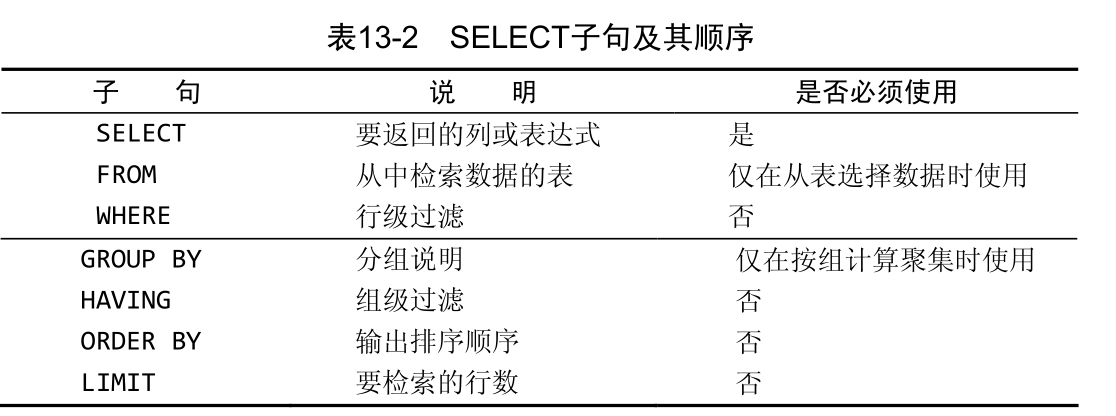 表13-2 SELECT子句及其顺序
子 句 说 明 是否必须使用
SELECT 要返回的列或表达式 是
FROM 从中检索数据的表 仅在从表选择数据时使用
WHERE 行级过滤 否
GROUP BY 分组说明 仅在按组计算聚集时使用
HAVING 组级过滤 否
ORDER BY 输出排序顺序 否
LIMIT 要检索的行数 否